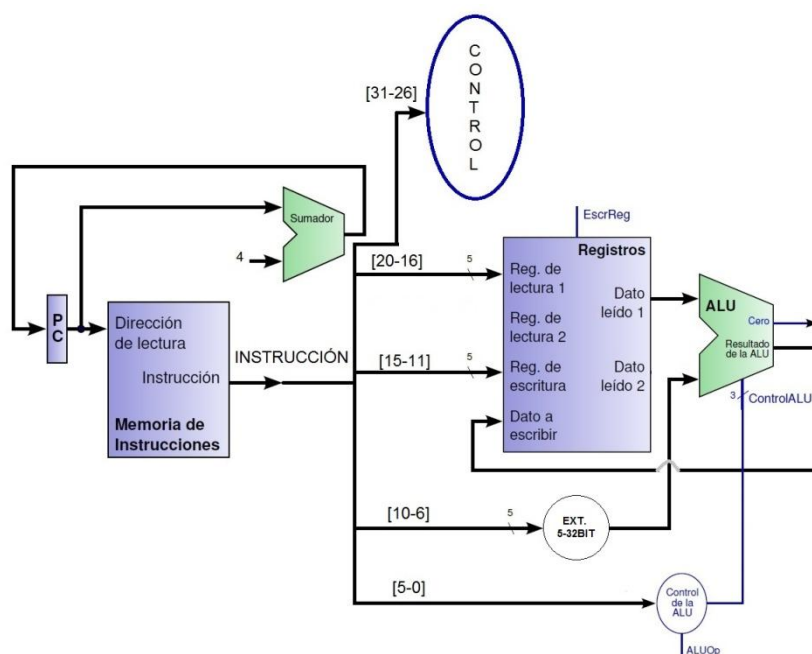 C
O
N
T
R
O
L
[31-26]
Sumador
4
EscrReg
[20-16]
5
Registros
Reg. de
lectura 1
Reg. de
lectura 2
Reg. de
escritura
Dato a
escribir
Dato
leído 1
Dato
leído 2
ALU
Cero
Resultado
de la ALU
3
ControlALU
P
C
Dirección
de lectura
Instrucción
Memoria de
Instrucciones
INSTRUCCIÓN
[15-11]
5
[10-6]
5
EXT.
5-32BIT
[5-0]
Control
de la
ALU
ALUOp